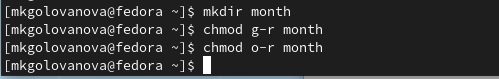 [mkgolovanova@fedora ~]$ mkdir month
[mkgolovanova@fedora ~]$ chmod g-r month
[mkgolovanova@fedora ~]$ chmod o-r month
[mkgolovanova@fedora ~]$